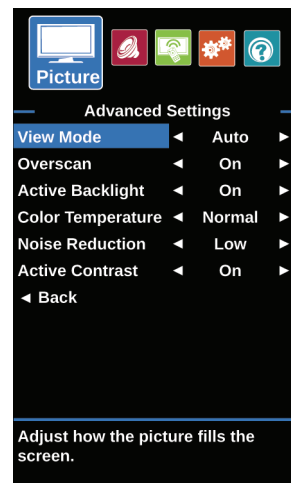 Picture
Advanced Settings
View Mode ◄ Auto ►
Overscan ◄ On ►
Active Backlight ◄ On ►
Color Temperature ◄ Normal ►
Noise Reduction ◄ Low ►
Active Contrast ◄ On ►
◄ Back
Adjust how the picture fills the
screen.